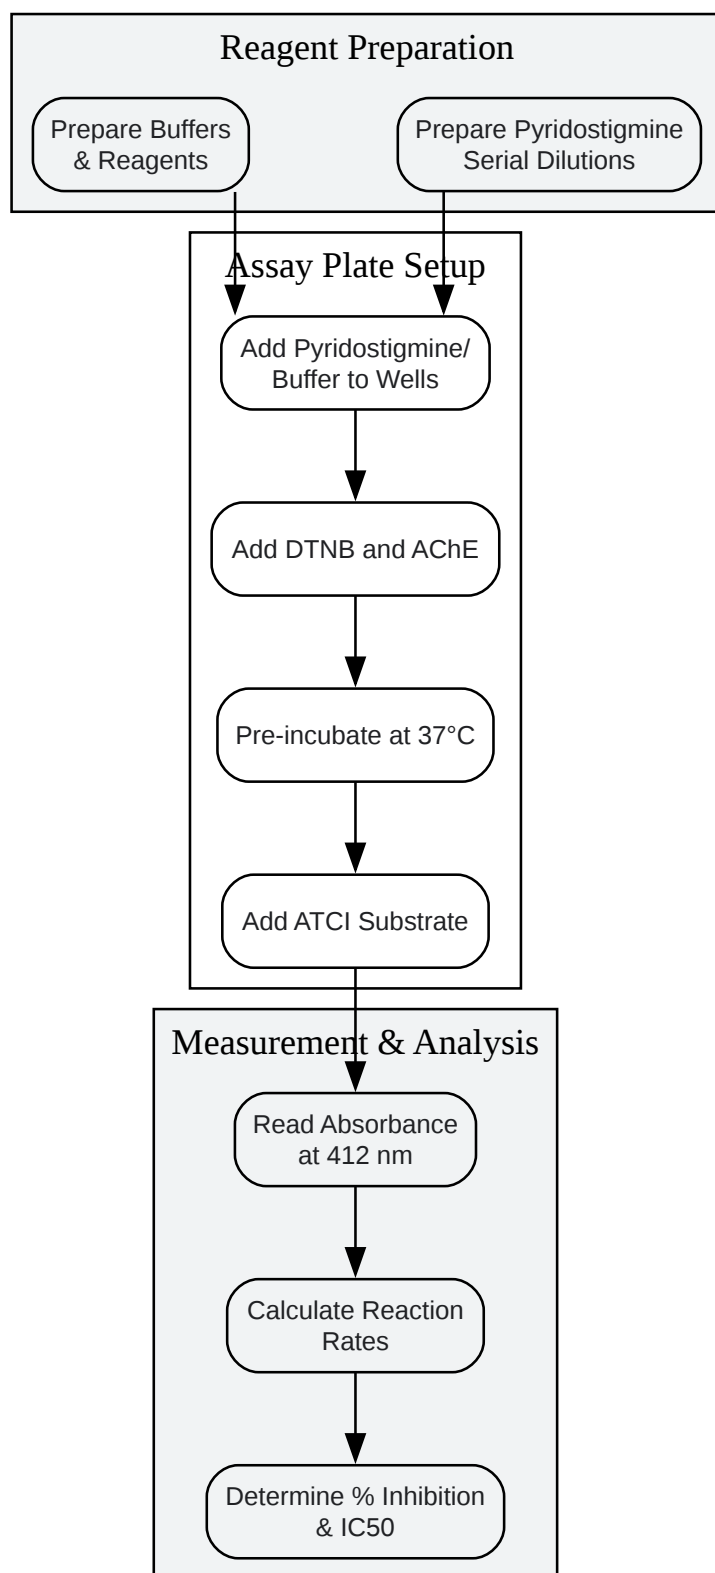 Reagent Preparation
Prepare Buffers
& Reagents
Prepare Pyridostigmine
Serial Dilutions
Assay Plate Setup
Add Pyridostigmine/
Buffer to Wells
Add DTNB and AChE
Pre-incubate at 37°C
Add ATCI Substrate
Measurement & Analysis
Read Absorbance
at 412 nm
Calculate Reaction
Rates
Determine % Inhibition
& IC50